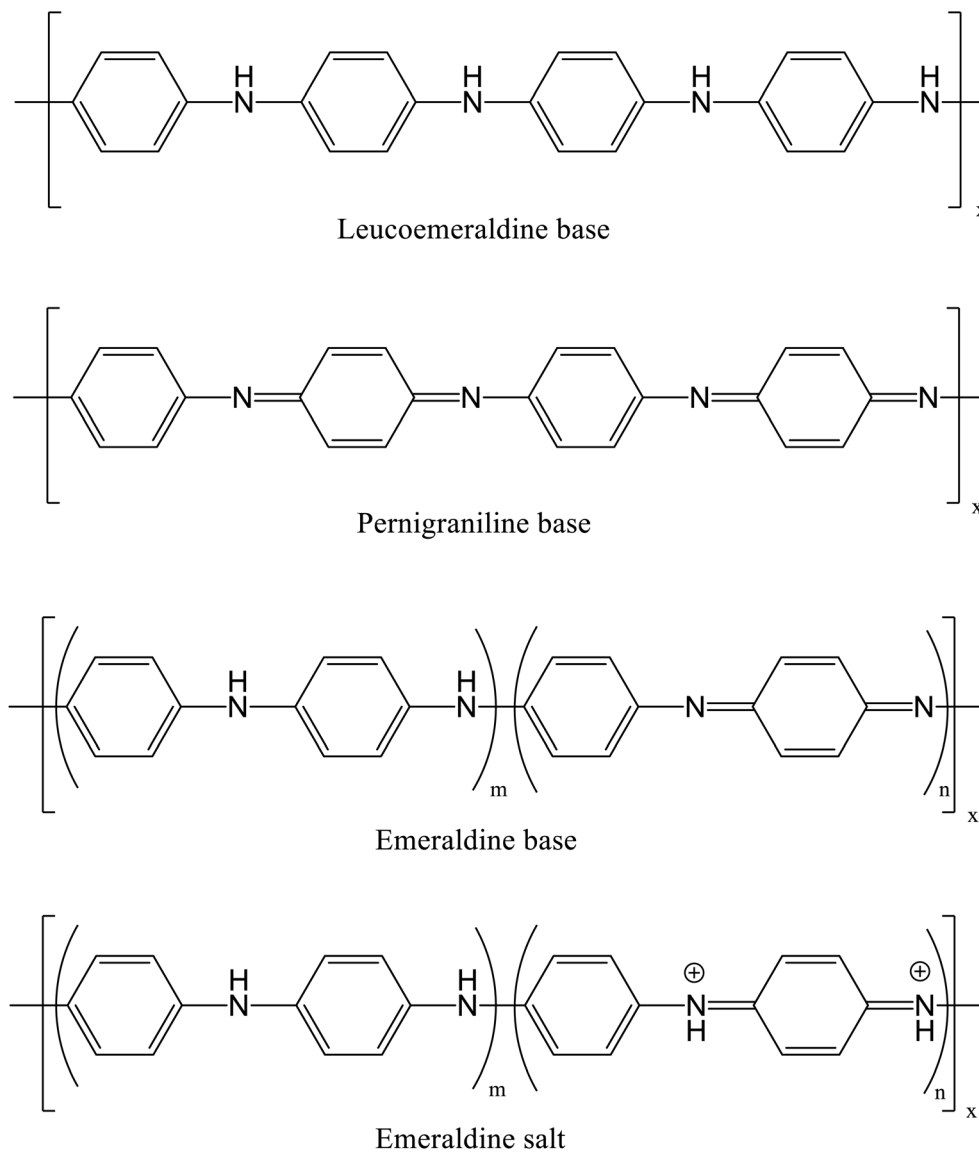 H H H H
N N N N
x
Leucoemeraldine base
N N N N
x
Pernigraniline base
H H
N N N N
m n x
Emeraldine base
H H ⊕ ⊕
N N N N
H H
m n x
Emeraldine salt